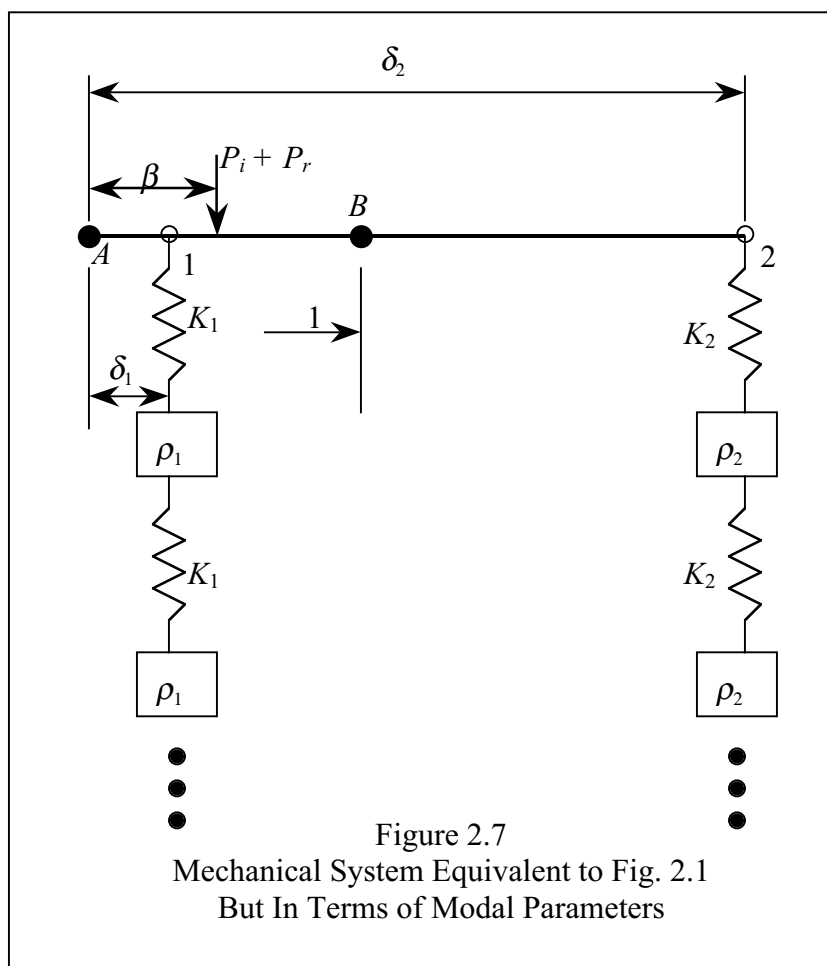 δ₂
Pᵢ + Pᵣ
β
B
A
1
2
K₁
1
K₂
δ₁
ρ₁
ρ₂
K₁
K₂
ρ₁
ρ₂
Figure 2.7
Mechanical System Equivalent to Fig. 2.1
But In Terms of Modal Parameters